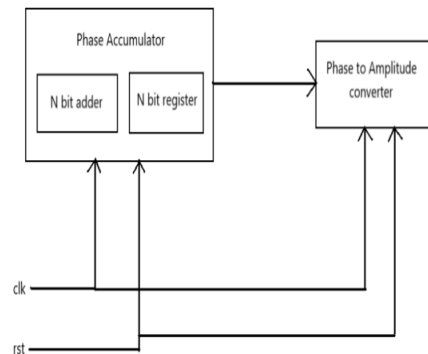 Phase Accumulator
N bit adder
N bit register
Phase to Amplitude
converter
clk
rst